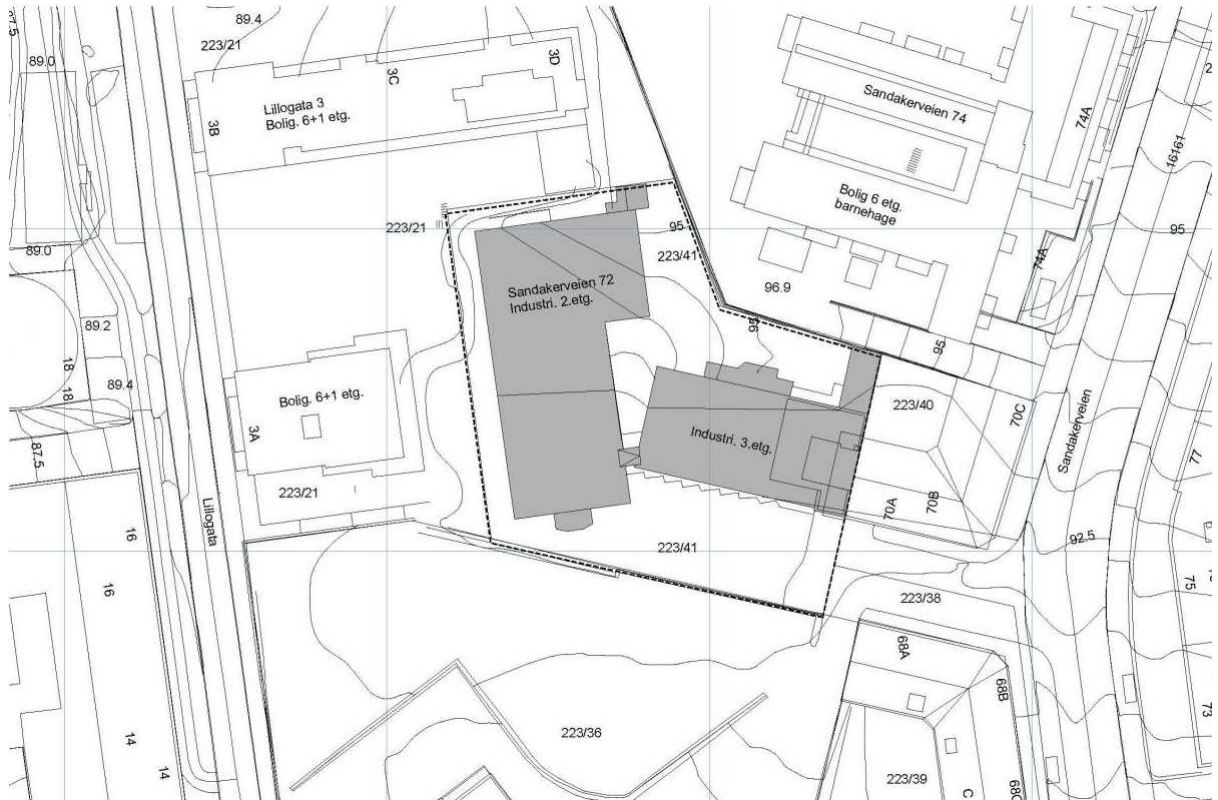 87.5
89.4
223/21
89.0
3C
3D
Lillogata 3
Bolig. 6+1 etg.
3B
Sandakerveien 74
74A
16161
Bolig 6 etg.
barnehage
223/21
95
223/41
95
89.0
74A
96.9
Sandakerveien 72
Industri. 2.etg.
89.2
95
95
18
18
89.4
Bolig. 6+1 etg.
223/40
70C
Sandakerveien
3A
Industri. 3.etg.
87.5
77
223/21
70A
70B
Lillogata
16
223/41
92.5
16
75
223/38
68A
68B
223/36
73
14
14
223/39
C